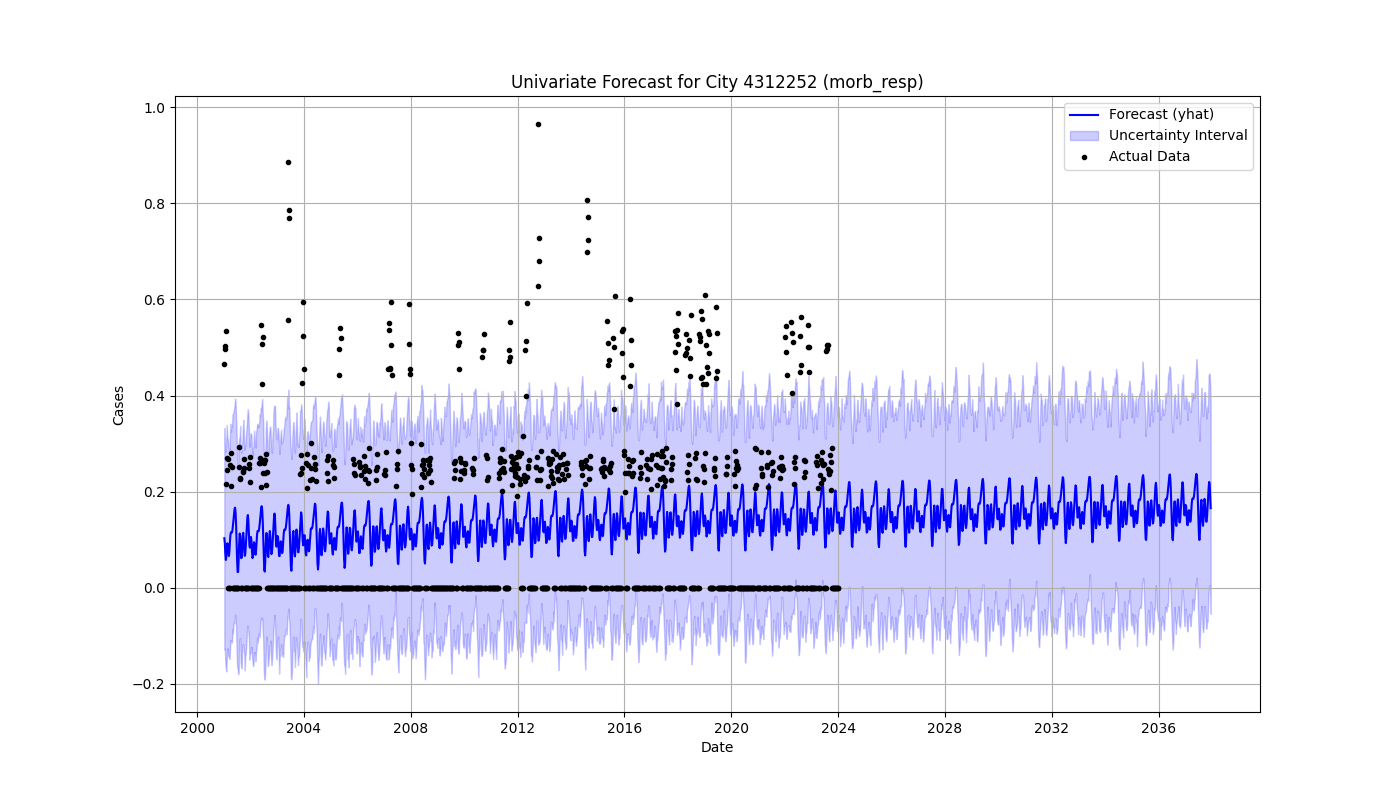 Univariate Forecast for City 4312252 (morb_resp)
Forecast (yhat)
Uncertainty Interval
Actual Data
Cases
1.0
0.8
0.6
0.4
0.2
0.0
−0.2
2000 2004 2008 2012 2016 2020 2024 2028 2032 2036
Date